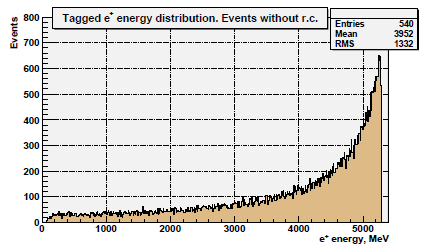 Tagged e+ energy distribution. Events without r.c.
Entries 540
Mean 3952
RMS 1332
Events
800
700
600
500
400
300
200
100
0
0 1000 2000 3000 4000 5000
e+ energy, MeV